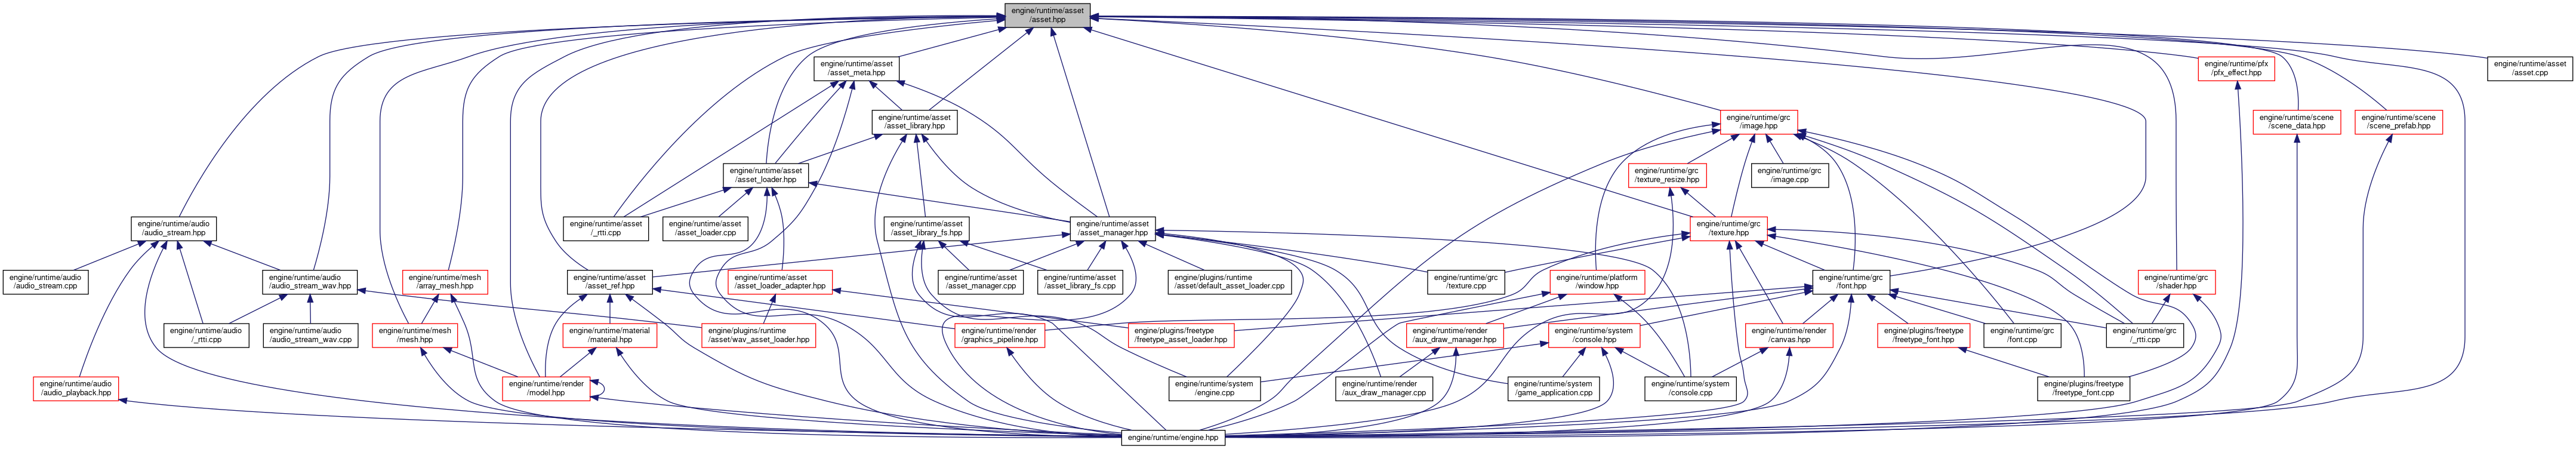 engine/runtime/asset
/asset.hpp
engine/runtime/asset
/asset_meta.hpp
engine/runtime/pfx
/pfx_effect.hpp
engine/runtime/asset
/asset.cpp
engine/runtime/asset
/asset_library.hpp
engine/runtime/grc
/image.hpp
engine/runtime/scene
/scene_data.hpp
engine/runtime/scene
/scene_prefab.hpp
engine/runtime/asset
/asset_loader.hpp
engine/runtime/grc
/texture_resize.hpp
engine/runtime/grc
/image.cpp
engine/runtime/audio
/audio_stream.hpp
engine/runtime/asset
/_rtti.cpp
engine/runtime/asset
/asset_loader.cpp
engine/runtime/asset
/asset_library_fs.hpp
engine/runtime/asset
/asset_manager.hpp
engine/runtime/grc
/texture.hpp
engine/runtime/audio
/audio_stream.cpp
engine/runtime/audio
/audio_stream_wav.hpp
engine/runtime/mesh
/array_mesh.hpp
engine/runtime/asset
/asset_ref.hpp
engine/runtime/asset
/asset_loader_adapter.hpp
engine/runtime/asset
/asset_manager.cpp
engine/runtime/asset
/asset_library_fs.cpp
engine/plugins/runtime
/asset/default_asset_loader.cpp
engine/runtime/grc
/texture.cpp
engine/runtime/platform
/window.hpp
engine/runtime/grc
/font.hpp
engine/runtime/grc
/shader.hpp
engine/runtime/audio
/_rtti.cpp
engine/runtime/audio
/audio_stream_wav.cpp
engine/runtime/mesh
/mesh.hpp
engine/runtime/material
/material.hpp
engine/plugins/runtime
/asset/wav_asset_loader.hpp
engine/runtime/render
/graphics_pipeline.hpp
engine/plugins/freetype
/freetype_asset_loader.hpp
engine/runtime/render
/aux_draw_manager.hpp
engine/runtime/system
/console.hpp
engine/runtime/render
/canvas.hpp
engine/plugins/freetype
/freetype_font.hpp
engine/runtime/grc
/font.cpp
engine/runtime/grc
/_rtti.cpp
engine/runtime/audio
/audio_playback.hpp
engine/runtime/render
/model.hpp
engine/runtime/system
/engine.cpp
engine/runtime/render
/aux_draw_manager.cpp
engine/runtime/system
/game_application.cpp
engine/runtime/system
/console.cpp
engine/plugins/freetype
/freetype_font.cpp
engine/runtime/engine.hpp